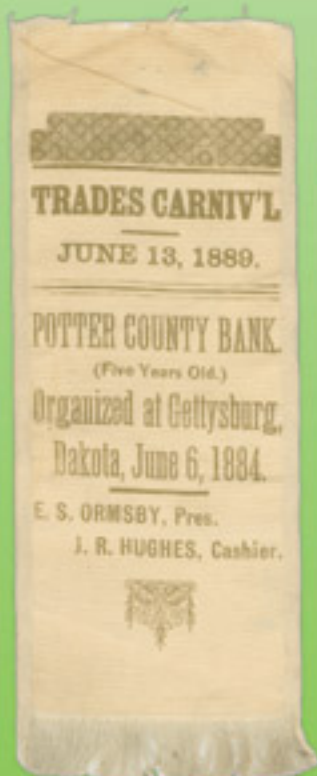 TRADES CARNIV'L
JUNE 13, 1889.
POTTER COUNTY BANK.
(Five Years Old.)
Organized at Gettysburg,
Dakota, June 6, 1884.
E. S. ORMSBY, Pres.
J. R. HUGHES, Cashier.